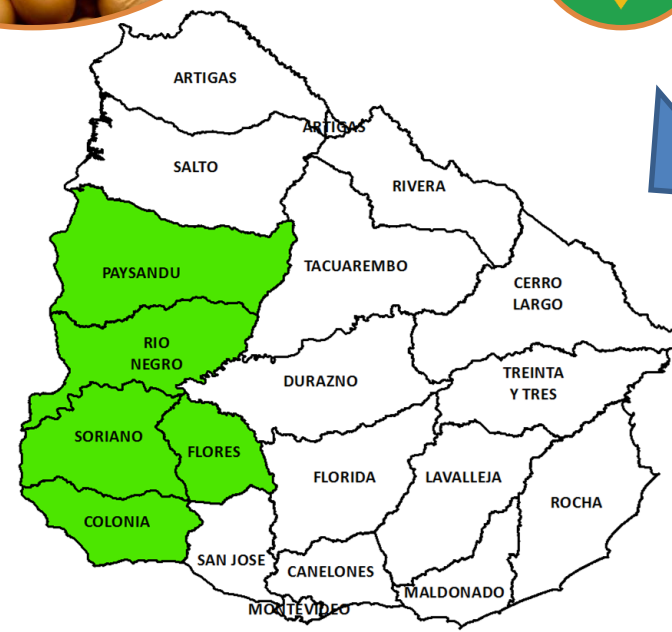 ARTIGAS
ARTIGAS
SALTO
RIVERA
PAYSANDU
TACUAREMBO
CERRO
LARGO
RIO
NEGRO
DURAZNO
TREINTA
Y TRES
SORIANO
FLORES
FLORIDA
LAVALLEJA
ROCHA
COLONIA
SAN JOSE
CANELONES
MALDONADO
MONTEVIDEO